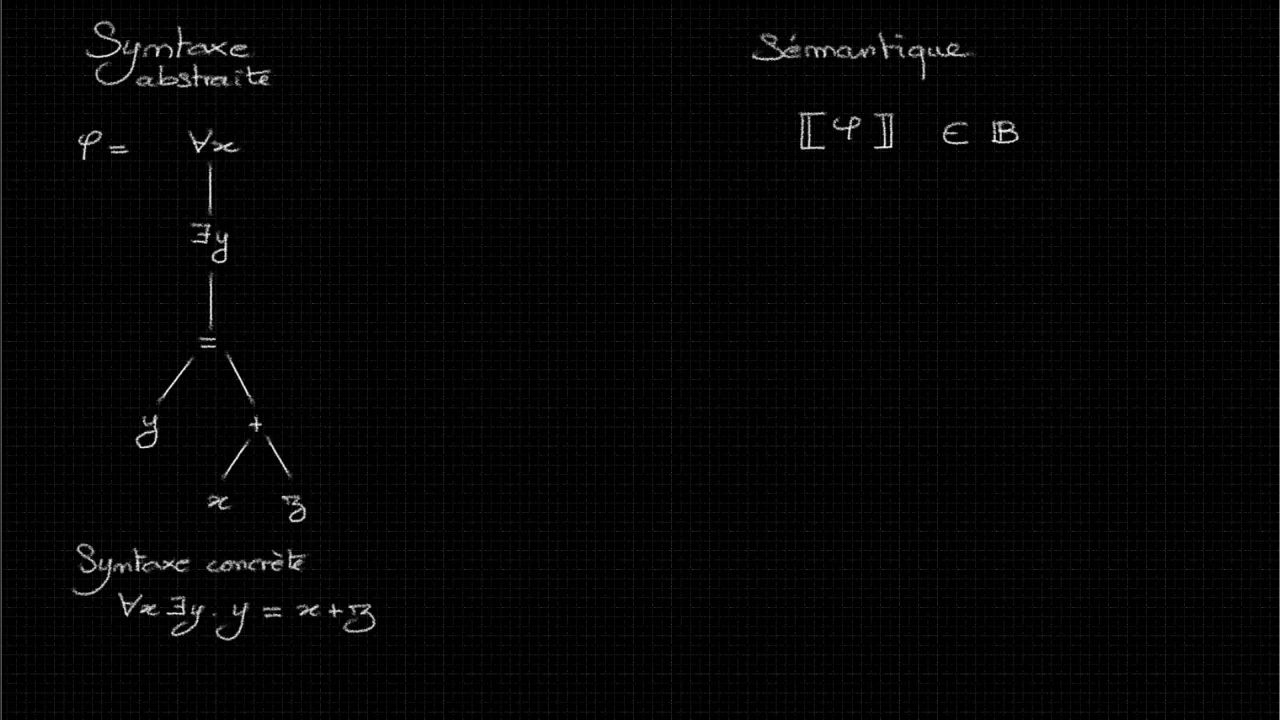 Syntaxe
abstraite
φ = ∀x
∃y
=
y +
x z
Syntaxe concrète
∀x ∃y . y = x + z
Sémantique
⟦ φ ⟧ ∈ 𝔹